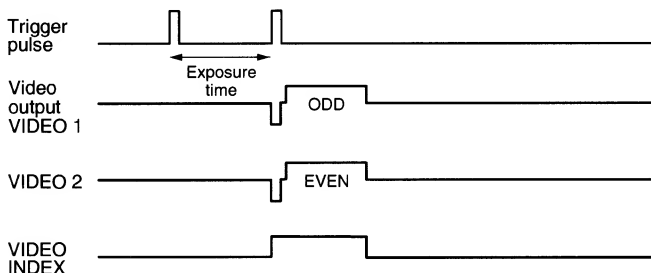 Trigger
pulse
Exposure
time
Video
output
VIDEO 1
ODD
VIDEO 2
EVEN
VIDEO
INDEX